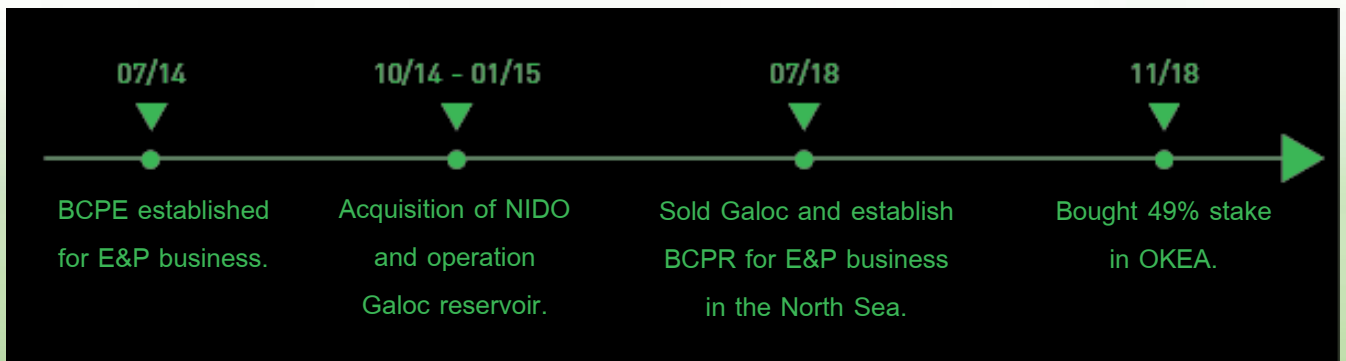 07/14
BCPE established
for E&P business.
10/14 - 01/15
Acquisition of NIDO
and operation
Galoc reservoir.
07/18
Sold Galoc and establish
BCPR for E&P business
in the North Sea.
11/18
Bought 49% stake
in OKEA.